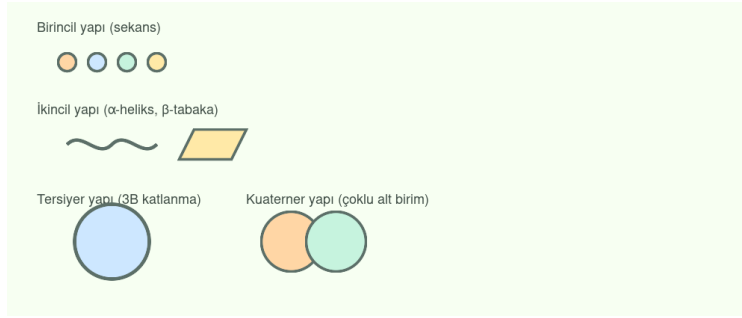 Birincil yapı (sekans)
İkincil yapı (α-heliks, β-tabaka)
Tersiyer yapı (3B katlanma)
Kuaterner yapı (çoklu alt birim)